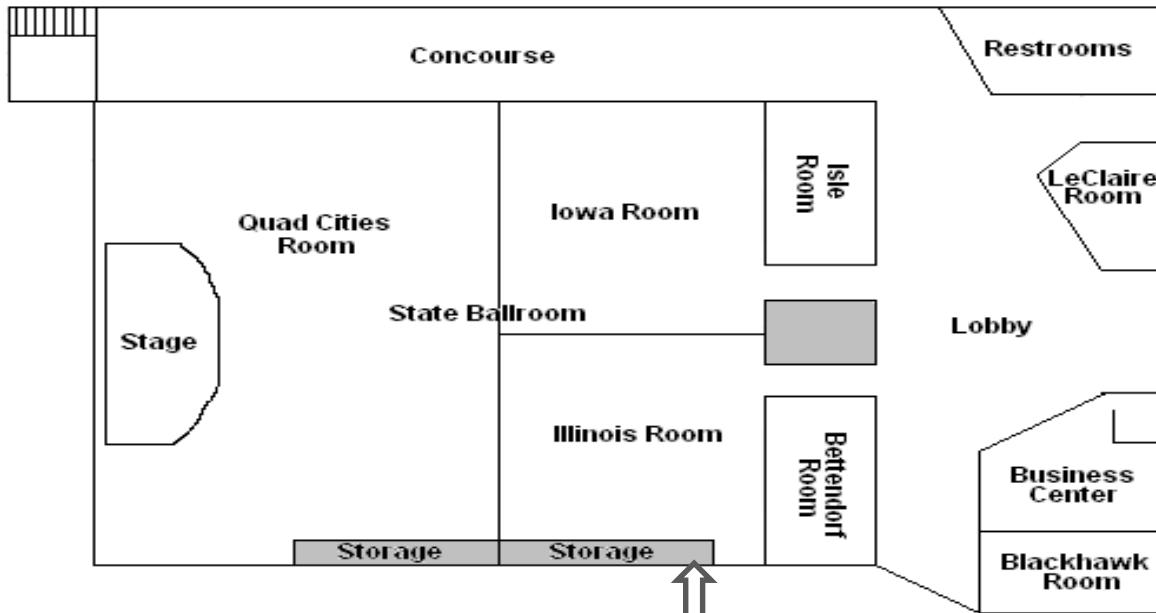 Concourse
Restrooms
Isle
Room
LeClaire
Room
Quad Cities
Room
Iowa Room
State Ballroom
Lobby
Stage
Illinois Room
Bettendorf
Room
Business
Center
Storage
Storage
Blackhawk
Room